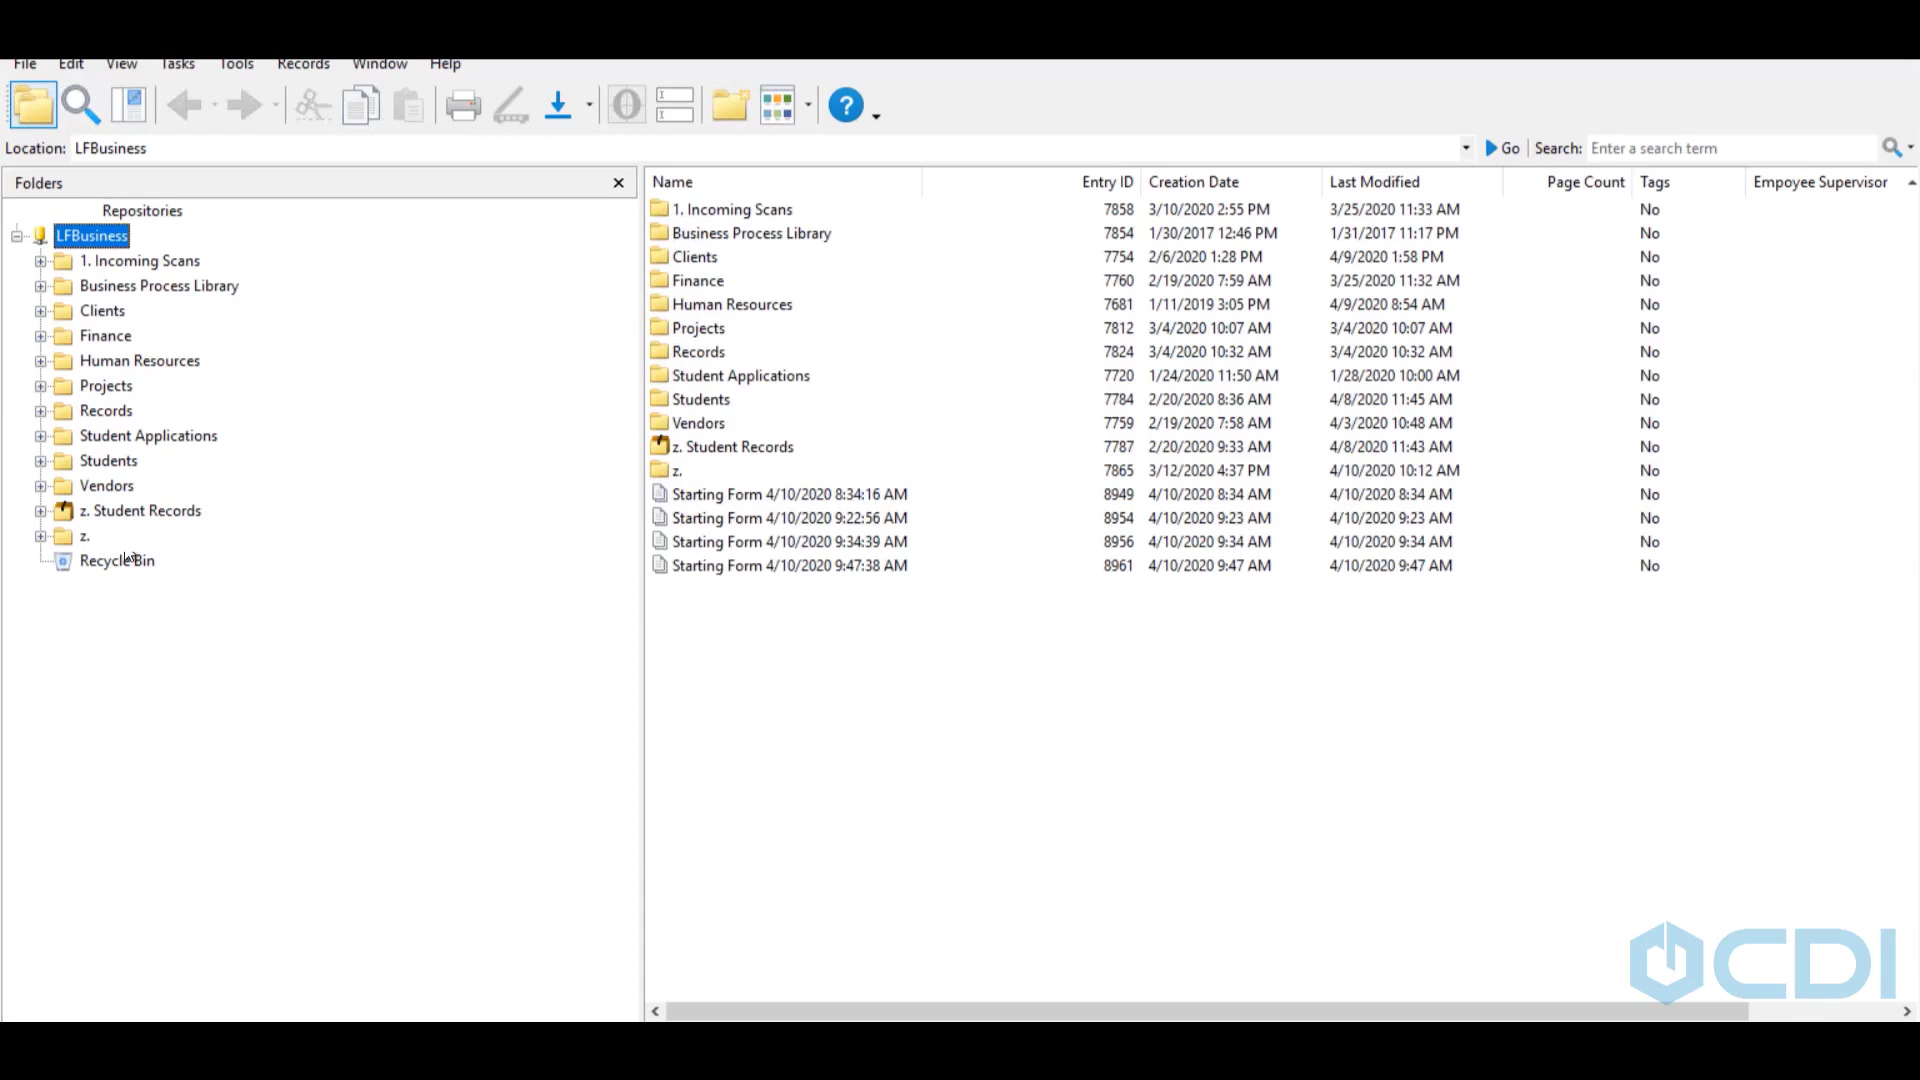 File Edit View Tasks Tools Records Window Help
Location: LFBusiness Go Search: Enter a search term
Folders
Repositories
LFBusiness
1. Incoming Scans
Business Process Library
Clients
Finance
Human Resources
Projects
Records
Student Applications
Students
Vendors
z. Student Records
z.
Recycle Bin
Name Entry ID Creation Date Last Modified Page Count Tags Empoyee Supervisor
1. Incoming Scans 7858 3/10/2020 2:55 PM 3/25/2020 11:33 AM No
Business Process Library 7854 1/30/2017 12:46 PM 1/31/2017 11:17 PM No
Clients 7754 2/6/2020 1:28 PM 4/9/2020 1:58 PM No
Finance 7760 2/19/2020 7:59 AM 3/25/2020 11:32 AM No
Human Resources 7681 1/11/2019 3:05 PM 4/9/2020 8:54 AM No
Projects 7812 3/4/2020 10:07 AM 3/4/2020 10:07 AM No
Records 7824 3/4/2020 10:32 AM 3/4/2020 10:32 AM No
Student Applications 7720 1/24/2020 11:50 AM 1/28/2020 10:00 AM No
Students 7784 2/20/2020 8:36 AM 4/8/2020 11:45 AM No
Vendors 7759 2/19/2020 7:58 AM 4/3/2020 10:48 AM No
z. Student Records 7787 2/20/2020 9:33 AM 4/8/2020 11:43 AM No
z. 7865 3/12/2020 4:37 PM 4/10/2020 10:12 AM No
Starting Form 4/10/2020 8:34:16 AM 8949 4/10/2020 8:34 AM 4/10/2020 8:34 AM No
Starting Form 4/10/2020 9:22:56 AM 8954 4/10/2020 9:23 AM 4/10/2020 9:23 AM No
Starting Form 4/10/2020 9:34:39 AM 8956 4/10/2020 9:34 AM 4/10/2020 9:34 AM No
Starting Form 4/10/2020 9:47:38 AM 8961 4/10/2020 9:47 AM 4/10/2020 9:47 AM No
CDI